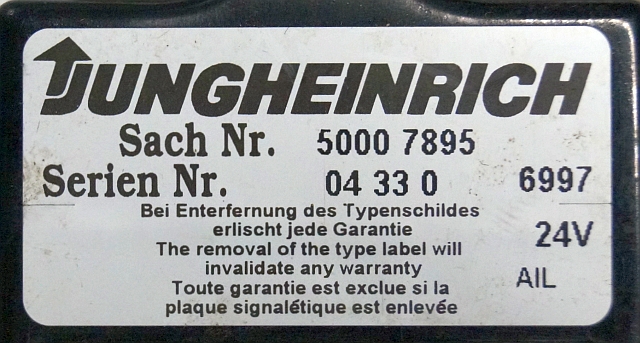 JUNGHEINRICH
Sach Nr. 5000 7895
Serien Nr. 04 33 0 6997
Bei Enterfernung des Typenschildes
erlischt jede Garantie
24V
The removal of the type label will
invalidate any warranty
AIL
Toute garantie est exclue si la
plaque signalétique est enlevée